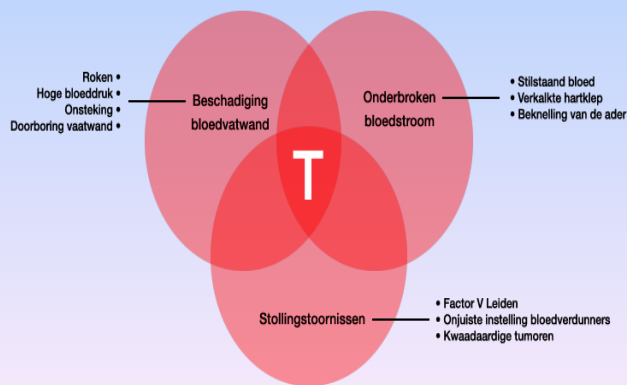 Roken •
Hoge bloeddruk •
Onsteking •
Doorboring vaatwand •
Beschadiging
bloedvatwand
Onderbroken
bloedstroom
• Stilstaand bloed
• Verkalkte hartklep
• Beknelling van de ader
T
Stollingstoornissen
• Factor V Leiden
• Onjuiste instelling bloedverdunners
• Kwaadaardige tumoren